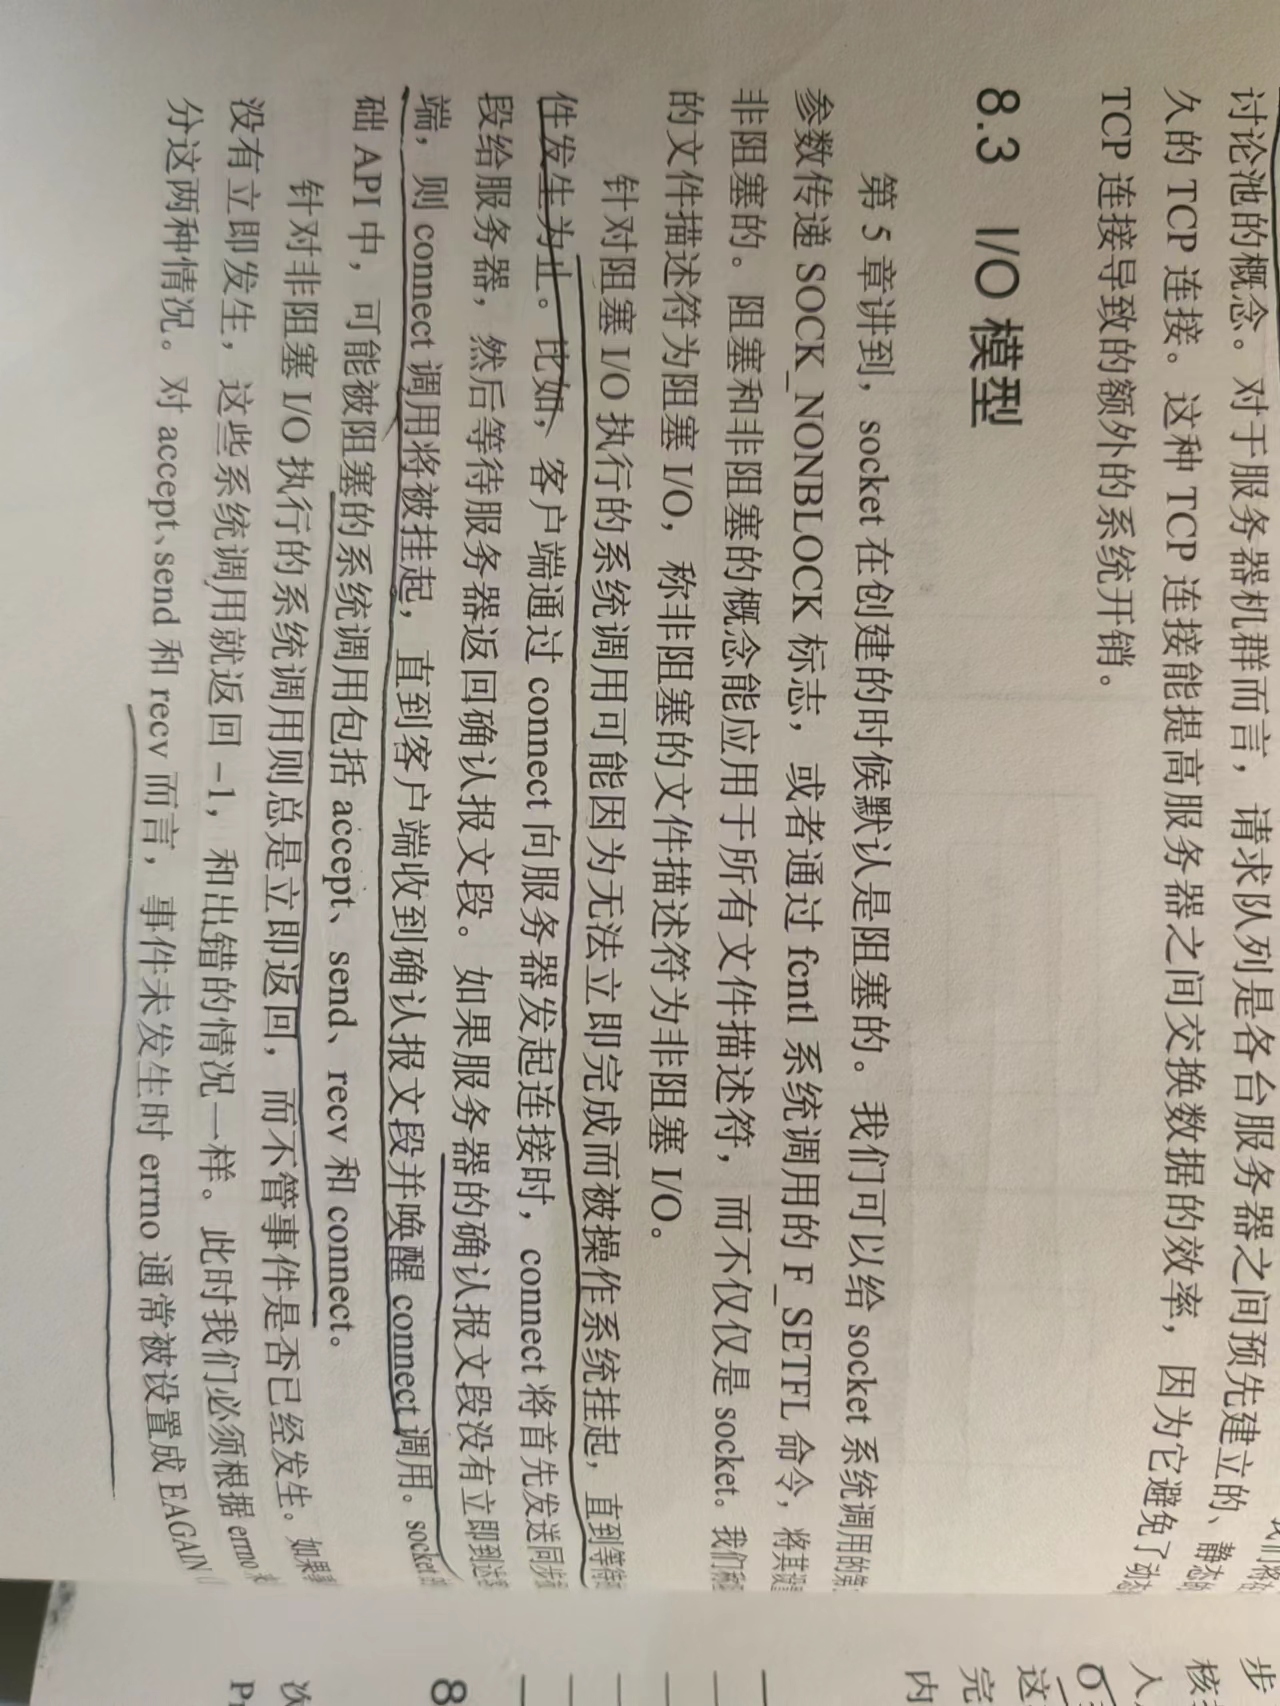 我们将在
讨论池的概念。对于服务器机群而言，请求队列是各台服务器之间预先建立的、静态的
久的 TCP 连接。这种 TCP 连接能提高服务器之间交换数据的效率，因为它避免了动态
TCP 连接导致的额外的系统开销。
8.3 I/O 模型
第 5 章讲到，socket 在创建的时候默认是阻塞的。我们可以给 socket 系统调用的第
参数传递 SOCK_NONBLOCK 标志，或者通过 fcntl 系统调用的 F_SETFL 命令，将其设置
非阻塞的。阻塞和非阻塞的概念能应用于所有文件描述符，而不仅仅是 socket。我们称
的文件描述符为阻塞 I/O，称非阻塞的文件描述符为非阻塞 I/O。
针对阻塞 I/O 执行的系统调用可能因为无法立即完成而被操作系统挂起，直到等待
件发生为止。比如，客户端通过 connect 向服务器发起连接时，connect 将首先发送同步
段给服务器，然后等待服务器返回确认报文段。如果服务器的确认报文段没有立即到达客
端，则 connect 调用将被挂起，直到客户端收到确认报文段并唤醒 connect 调用。socket 的
础 API 中，可能被阻塞的系统调用包括 accept、send、recv 和 connect。
针对非阻塞 I/O 执行的系统调用则总是立即返回，而不管事件是否已经发生。如果事
没有立即发生，这些系统调用就返回 –1，和出错的情况一样。此时我们必须根据 errno
分这两种情况。对 accept、send 和 recv 而言，事件未发生时 errno 通常被设置成 EAGAIN
步
核
入
O
这
完
内
8
次
Pr